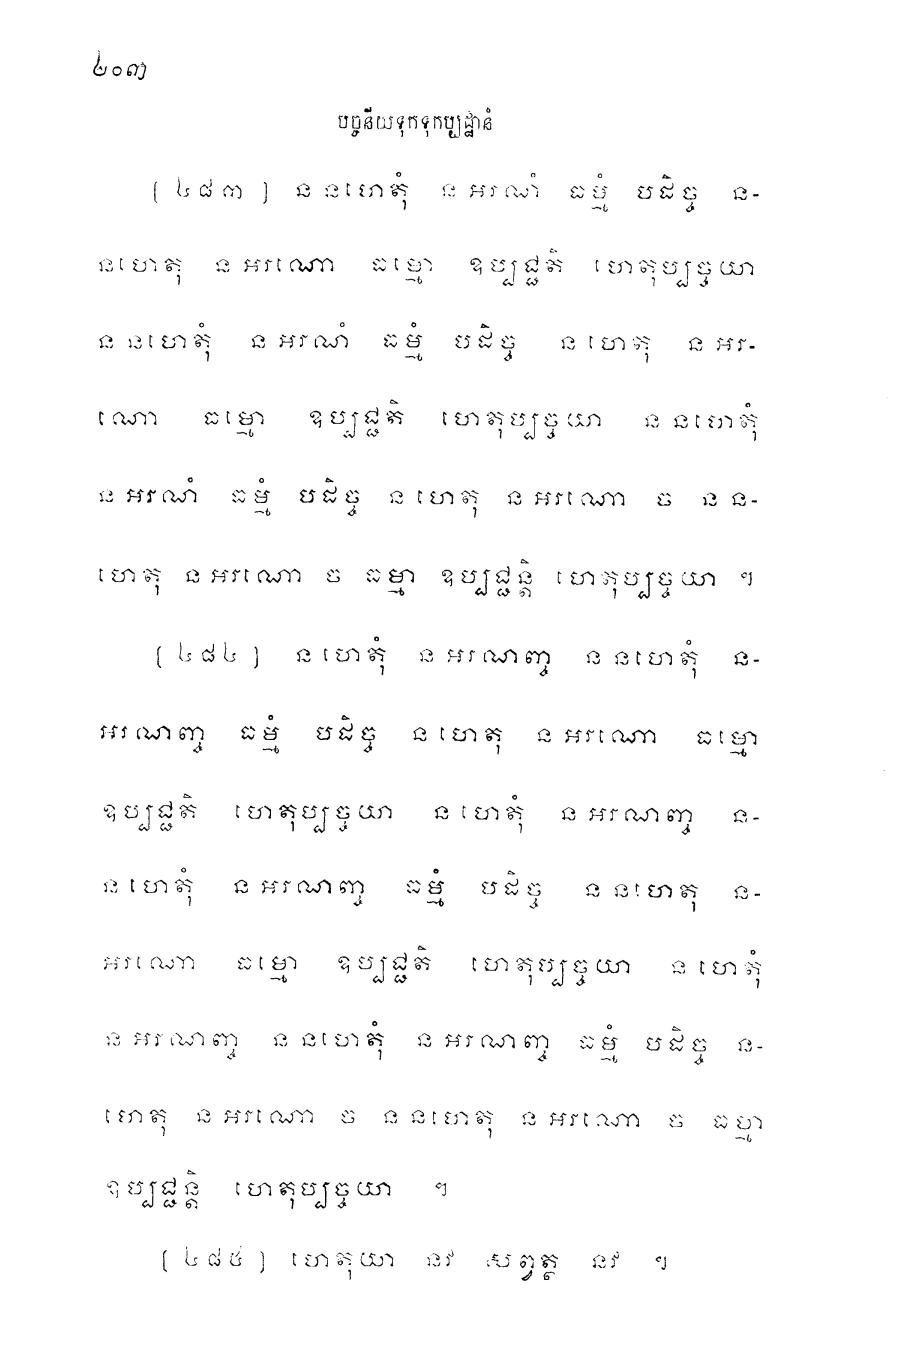 ៤០៣
បច្ចនីយទុកទុកប្បដ្ឋានំ
(៤៨៣) ន នហេតុំ ន អរណំ ធម្មំ បដិច្ច ន-
នហេតុ ន អរណោ ធម្មោ ឧប្បជ្ជតិ ហេតុប្បច្ចយា
ន នហេតុំ ន អរណំ ធម្មំ បដិច្ច ន ហេតុ ន អរ-
ណោ ធម្មោ ឧប្បជ្ជតិ ហេតុប្បច្ចយា ន នហេតុំ
ន អរណំ ធម្មំ បដិច្ច ន ហេតុ ន អរណោ ច ន ន-
ហេតុ ន អរណោ ច ធម្មា ឧប្បជ្ជន្តិ ហេតុប្បច្ចយា ។
(៤៨៤) ន ហេតុំ ន អរណញ្ច ន នហេតុំ ន-
អរណញ្ច ធម្មំ បដិច្ច ន ហេតុ ន អរណោ ធម្មោ
ឧប្បជ្ជតិ ហេតុប្បច្ចយា ន ហេតុំ ន អរណញ្ច ន-
ន ហេតុំ ន អរណញ្ច ធម្មំ បដិច្ច ន នហេតុ ន-
អរណោ ធម្មោ ឧប្បជ្ជតិ ហេតុប្បច្ចយា ន ហេតុំ
ន អរណញ្ច ន នហេតុំ ន អរណញ្ច ធម្មំ បដិច្ច ន-
ហេតុ ន អរណោ ច ន នហេតុ ន អរណោ ច ធម្មា
ឧប្បជ្ជន្តិ ហេតុប្បច្ចយា ។
(៤៨៥) ហេតុយា នវ សព្វត្ថ នវ ។